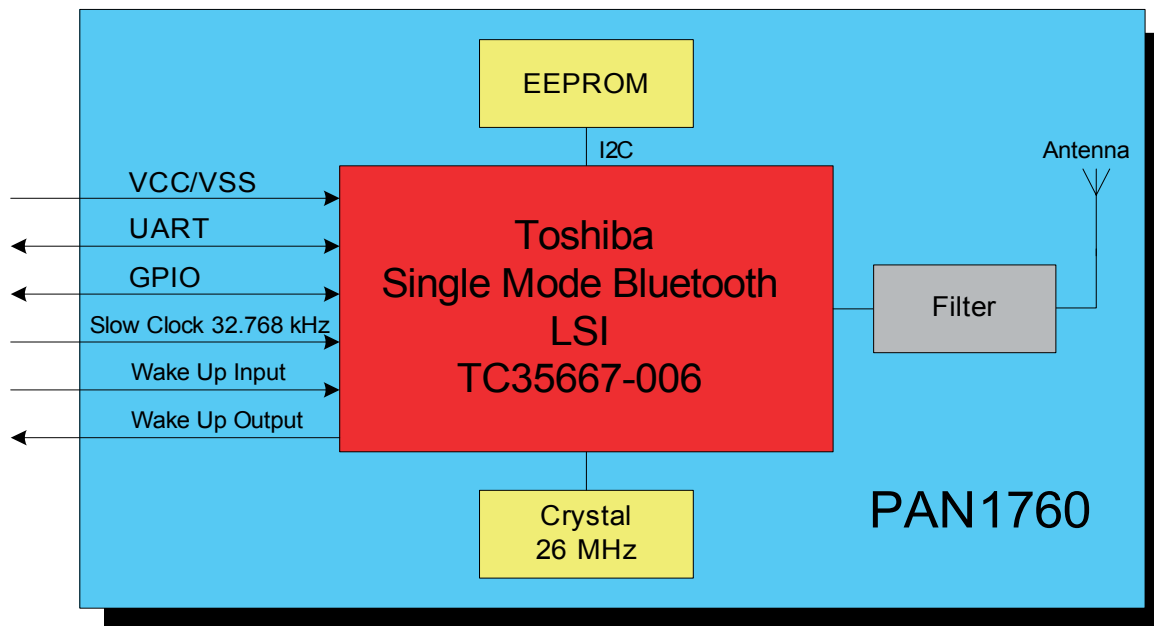 EEPROM
I2C
Antenna
VCC/VSS
UART
GPIO
Slow Clock 32.768 kHz
Wake Up Input
Wake Up Output
Toshiba
Single Mode Bluetooth
LSI
TC35667-006
Filter
Crystal
26 MHz
PAN1760